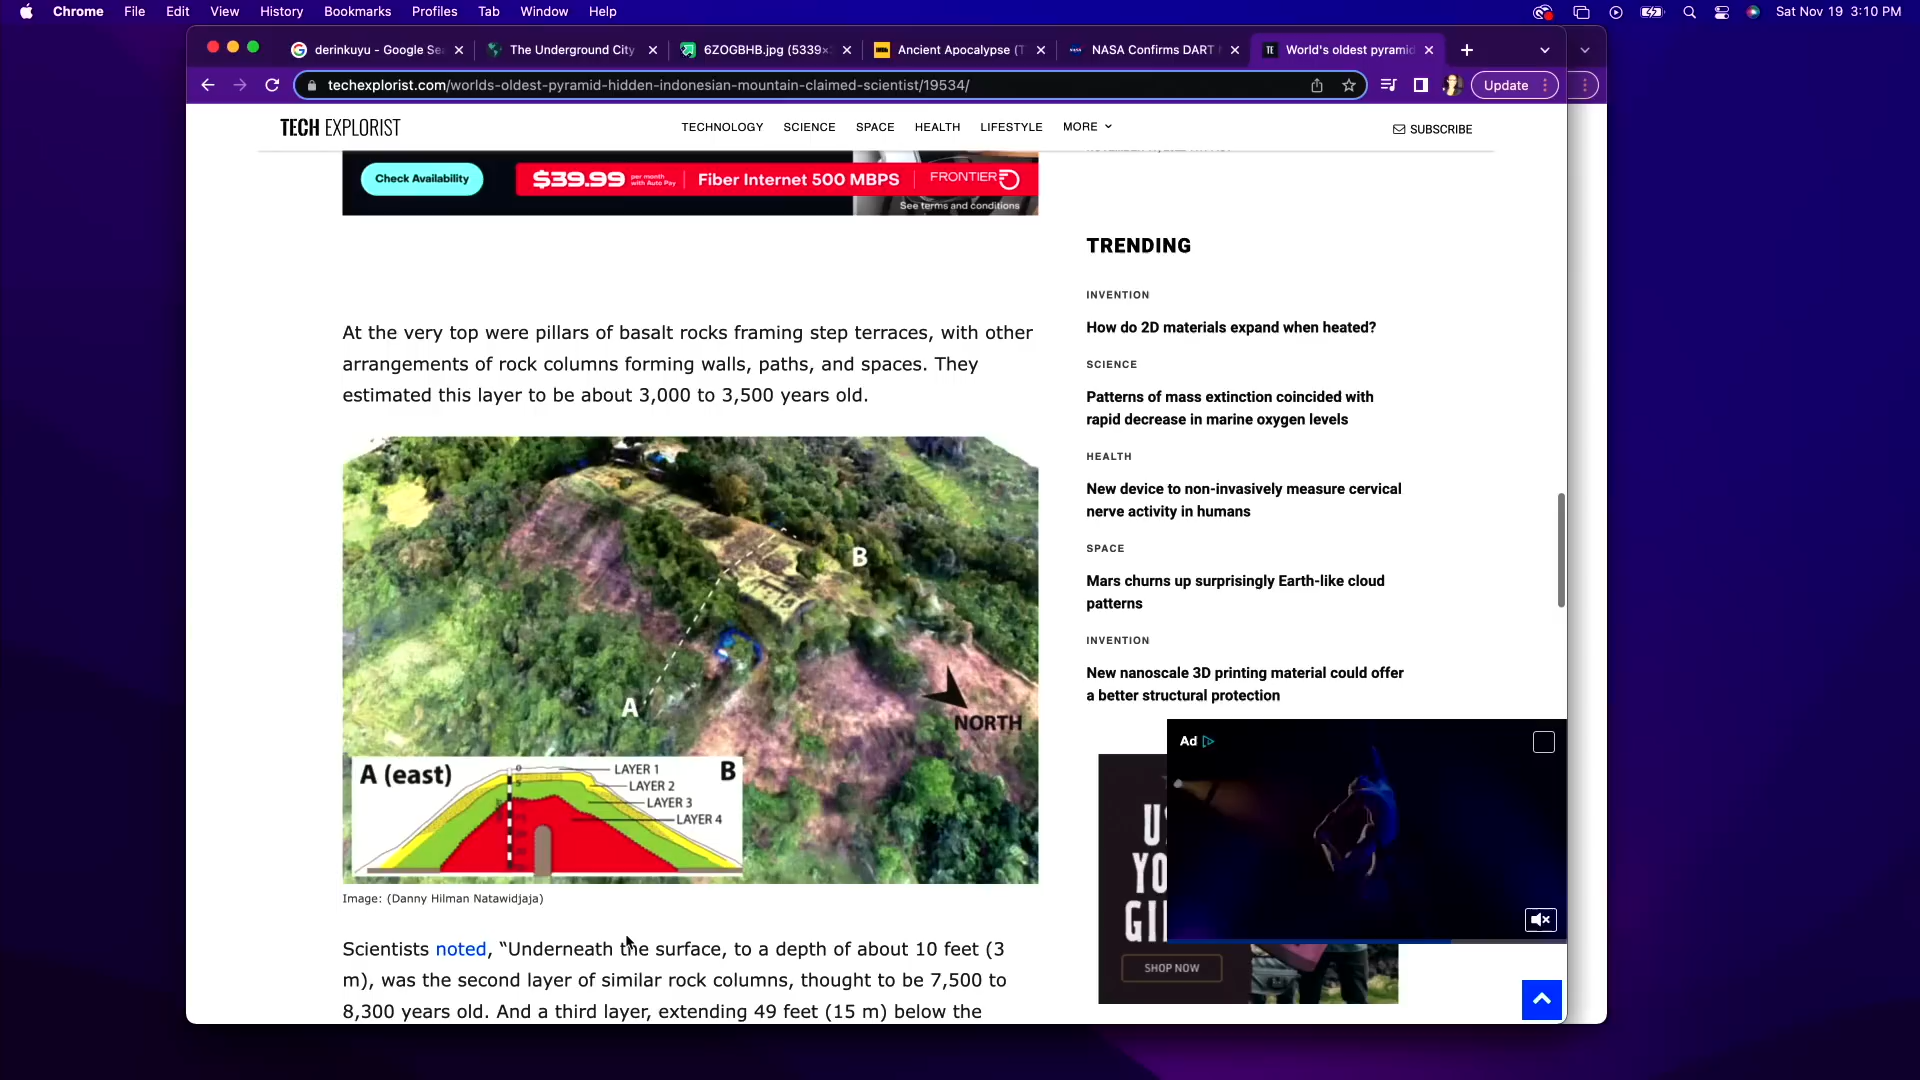 Chrome File Edit View History Bookmarks Profiles Tab Window Help Sat Nov 19 3:10 PM
derinkuyu - Google Se
The Underground City
6ZOGBHB.jpg (5339×
Ancient Apocalypse (T
NASA Confirms DART
TE World's oldest pyramid
techexplorist.com/worlds-oldest-pyramid-hidden-indonesian-mountain-claimed-scientist/19534/
Update
TECH EXPLORIST
TECHNOLOGY SCIENCE SPACE HEALTH LIFESTYLE MORE
SUBSCRIBE
Check Availability
$39.99 per month with Auto Pay
Fiber Internet 500 MBPS
FRONTIER
See terms and conditions
At the very top were pillars of basalt rocks framing step terraces, with other
arrangements of rock columns forming walls, paths, and spaces. They
estimated this layer to be about 3,000 to 3,500 years old.
B
A
NORTH
A (east)
B
LAYER 1
LAYER 2
LAYER 3
LAYER 4
Image: (Danny Hilman Natawidjaja)
Scientists noted, “Underneath the surface, to a depth of about 10 feet (3
m), was the second layer of similar rock columns, thought to be 7,500 to
8,300 years old. And a third layer, extending 49 feet (15 m) below the
TRENDING
INVENTION
How do 2D materials expand when heated?
SCIENCE
Patterns of mass extinction coincided with
rapid decrease in marine oxygen levels
HEALTH
New device to non-invasively measure cervical
nerve activity in humans
SPACE
Mars churns up surprisingly Earth-like cloud
patterns
INVENTION
New nanoscale 3D printing material could offer
a better structural protection
Ad
SHOP NOW